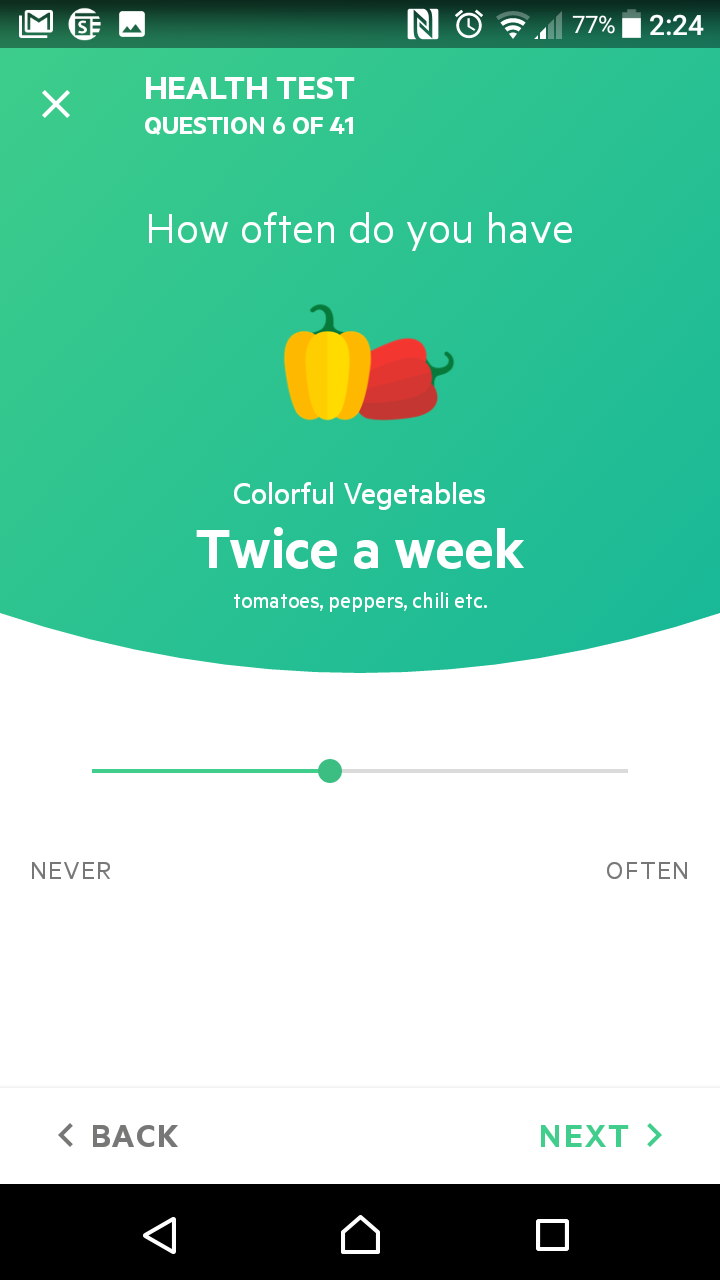 77% 2:24
HEALTH TEST
QUESTION 6 OF 41
How often do you have
Colorful Vegetables
Twice a week
tomatoes, peppers, chili etc.
NEVER OFTEN
BACK NEXT